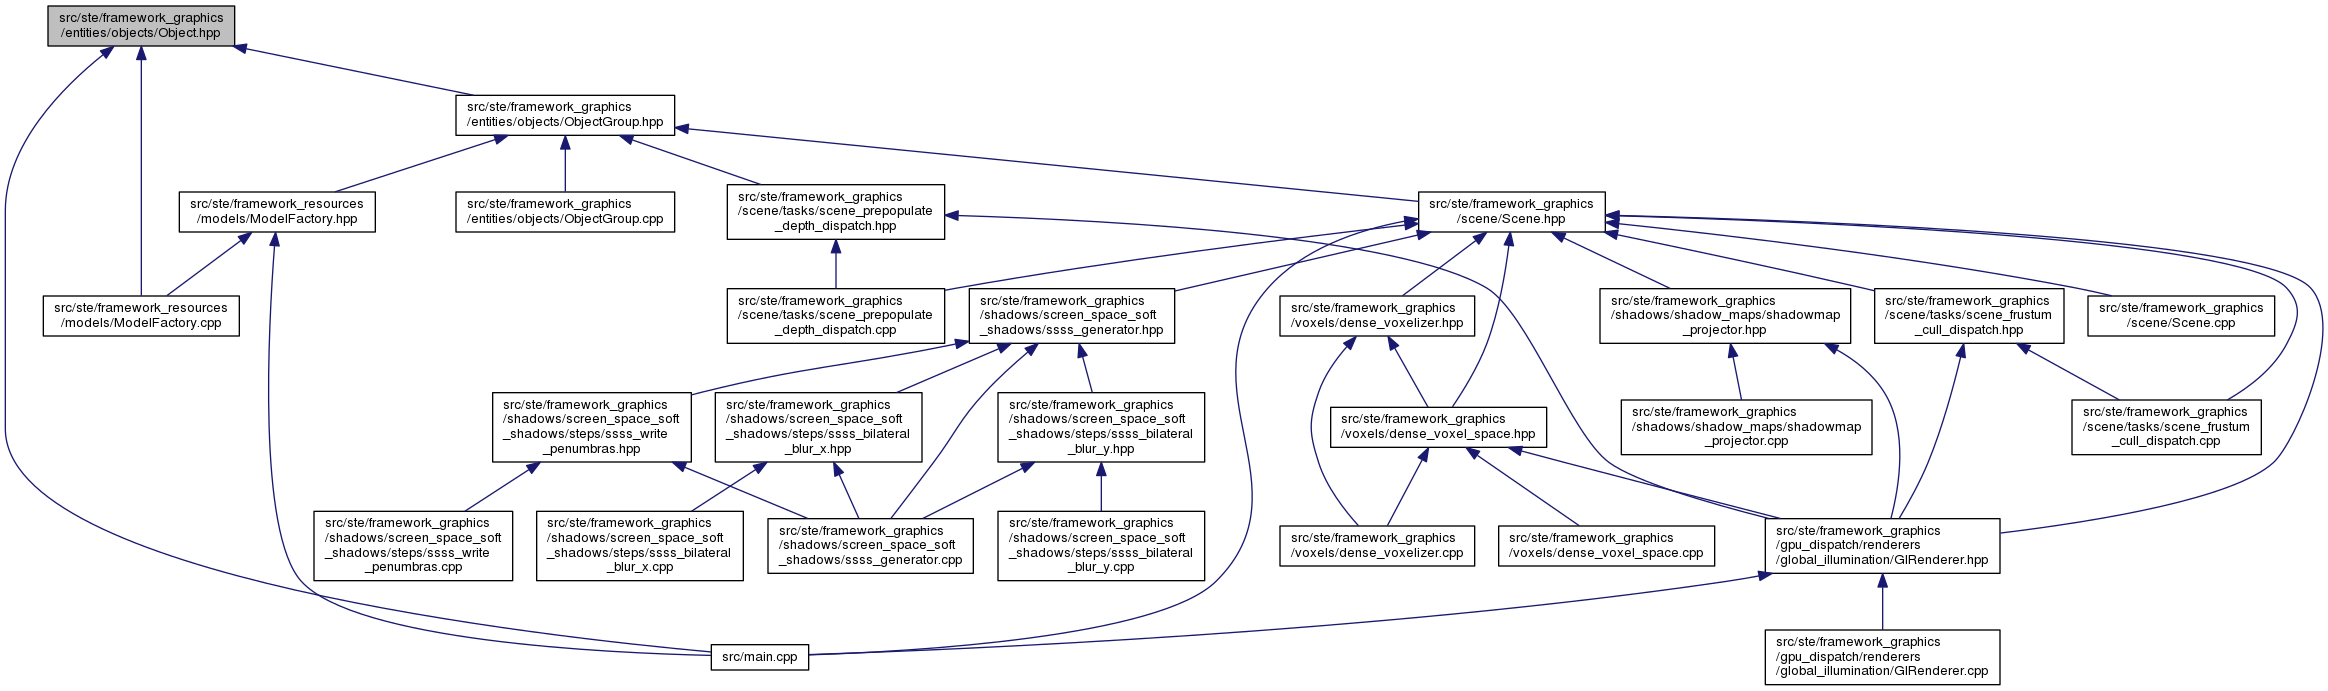 src/ste/framework_graphics
/entities/objects/Object.hpp
src/ste/framework_graphics
/entities/objects/ObjectGroup.hpp
src/ste/framework_resources
/models/ModelFactory.hpp
src/ste/framework_graphics
/entities/objects/ObjectGroup.cpp
src/ste/framework_graphics
/scene/tasks/scene_prepopulate
_depth_dispatch.hpp
src/ste/framework_graphics
/scene/Scene.hpp
src/ste/framework_resources
/models/ModelFactory.cpp
src/ste/framework_graphics
/scene/tasks/scene_prepopulate
_depth_dispatch.cpp
src/ste/framework_graphics
/shadows/screen_space_soft
_shadows/ssss_generator.hpp
src/ste/framework_graphics
/voxels/dense_voxelizer.hpp
src/ste/framework_graphics
/shadows/shadow_maps/shadowmap
_projector.hpp
src/ste/framework_graphics
/scene/tasks/scene_frustum
_cull_dispatch.hpp
src/ste/framework_graphics
/scene/Scene.cpp
src/ste/framework_graphics
/shadows/screen_space_soft
_shadows/steps/ssss_write
_penumbras.hpp
src/ste/framework_graphics
/shadows/screen_space_soft
_shadows/steps/ssss_bilateral
_blur_x.hpp
src/ste/framework_graphics
/shadows/screen_space_soft
_shadows/steps/ssss_bilateral
_blur_y.hpp
src/ste/framework_graphics
/voxels/dense_voxel_space.hpp
src/ste/framework_graphics
/shadows/shadow_maps/shadowmap
_projector.cpp
src/ste/framework_graphics
/scene/tasks/scene_frustum
_cull_dispatch.cpp
src/ste/framework_graphics
/shadows/screen_space_soft
_shadows/steps/ssss_write
_penumbras.cpp
src/ste/framework_graphics
/shadows/screen_space_soft
_shadows/steps/ssss_bilateral
_blur_x.cpp
src/ste/framework_graphics
/shadows/screen_space_soft
_shadows/ssss_generator.cpp
src/ste/framework_graphics
/shadows/screen_space_soft
_shadows/steps/ssss_bilateral
_blur_y.cpp
src/ste/framework_graphics
/voxels/dense_voxelizer.cpp
src/ste/framework_graphics
/voxels/dense_voxel_space.cpp
src/ste/framework_graphics
/gpu_dispatch/renderers
/global_illumination/GIRenderer.hpp
src/main.cpp
src/ste/framework_graphics
/gpu_dispatch/renderers
/global_illumination/GIRenderer.cpp